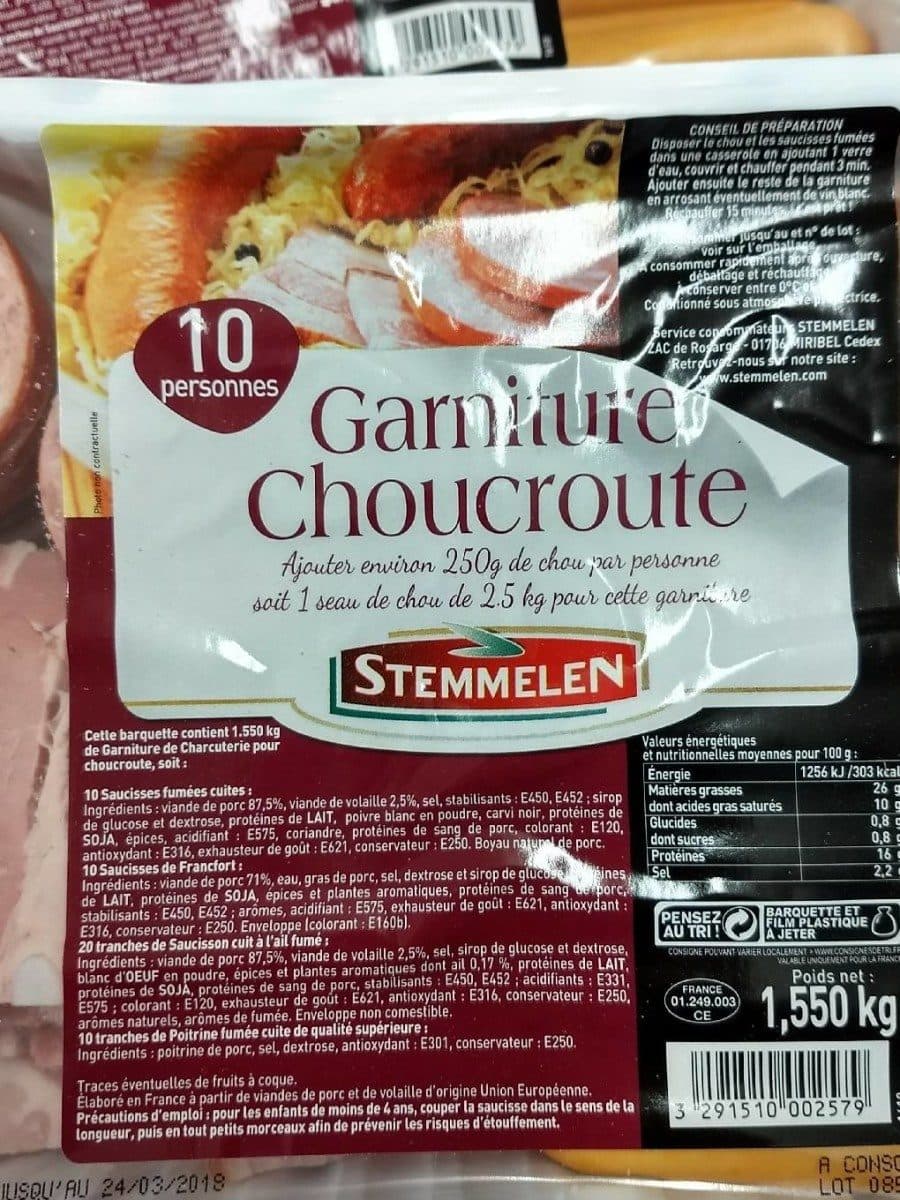 CONSEIL DE PRÉPARATION
Disposer le chou et les saucisses fumées
dans une casserole en ajoutant 1 verre
d'eau, couvrir et chauffer pendant 3 min.
Ajouter ensuite le reste de la garniture
en arrosant éventuellement de vin blanc.
Réchauffer 15 minutes
jusqu'au et n° de lot :
voir sur l'emballage
A consommer rapidement après ouverture,
déballage et réchauffage
conserver entre 0°C
sous
Service STEMMELEN
ZAC de MIRIBEL Cedex
Retrouvez-nous sur notre site :
www.stemmelen.com
10
personnes
Photo non contractuelle
Garniture
Choucroute
Ajouter environ 250g de chou par personne
soit 1 seau de chou de 2.5 kg pour cette garniture
STEMMELEN
Cette barquette contient 1.550 kg
de Garniture de Charcuterie pour
choucroute, soit :
10 Saucisses fumées cuites :
Ingrédients : viande de porc 87,5%, viande de volaille 2,5%, sel, stabilisants : E450, E452 ; sirop
de glucose et dextrose, protéines de LAIT, poivre blanc en poudre, carvi noir, protéines de
SOJA, épices, acidifiant : E575, coriandre, protéines de sang de porc, colorant : E120,
antioxydant : E316, exhausteur de goût : E621, conservateur : E250. Boyau naturel de porc.
10 Saucisses de Francfort :
Ingrédients : viande de porc 71%, eau, gras de porc, sel, dextrose et sirop de glucose,
de LAIT, protéines de SOJA, épices et plantes aromatiques, protéines de sang de porc,
stabilisants : E450, E452 ; arômes, acidifiant : E575, exhausteur de goût : E621, antioxydant :
E316, conservateur : E250. Enveloppe (colorant : E160b).
20 tranches de Saucisson cuit à l'ail fumé :
Ingrédients : viande de porc 87,5%, viande de volaille 2,5%, sel, sirop de glucose et dextrose,
blanc d'OEUF en poudre, épices et plantes aromatiques dont ail 0,17 %, protéines de LAIT,
protéines de SOJA, protéines de sang de porc, stabilisants : E450, E452 ; acidifiants : E331,
E575 ; colorant : E120, exhausteur de goût : E621, antioxydant : E316, conservateur : E250,
arômes naturels, arômes de fumée. Enveloppe non comestible.
10 tranches de Poitrine fumée cuite de qualité supérieure :
Ingrédients : poitrine de porc, sel, dextrose, antioxydant : E301, conservateur : E250.
Traces éventuelles de fruits à coque.
Élaboré en France à partir de viandes de porc et de volaille d'origine Union Européenne.
Précautions d'emploi : pour les enfants de moins de 4 ans, couper la saucisse dans le sens de la
longueur, puis en tout petits morceaux afin de prévenir les risques d'étouffement.
Valeurs énergétiques
et nutritionnelles moyennes pour 100 g :
Énergie 1256 kJ /303 kcal
Matières grasses 26 g
dont acides gras saturés 10 g
Glucides 0,8 g
dont sucres 0,8 g
Protéines 16
Sel 2,2
PENSEZ
AU TRI !
BARQUETTE ET
FILM PLASTIQUE
À JETER
CONSIGNE POUVANT VARIER LOCALEMENT > WWW.CONSIGNESDETRI.FR
VALABLE UNIQUEMENT POUR LA FRANCE
FRANCE
01.249.003
CE
Poids net :
1,550 kg
3 291510 002579
JUSQU'AU 24/03/2018
A CONSO
LOT 085